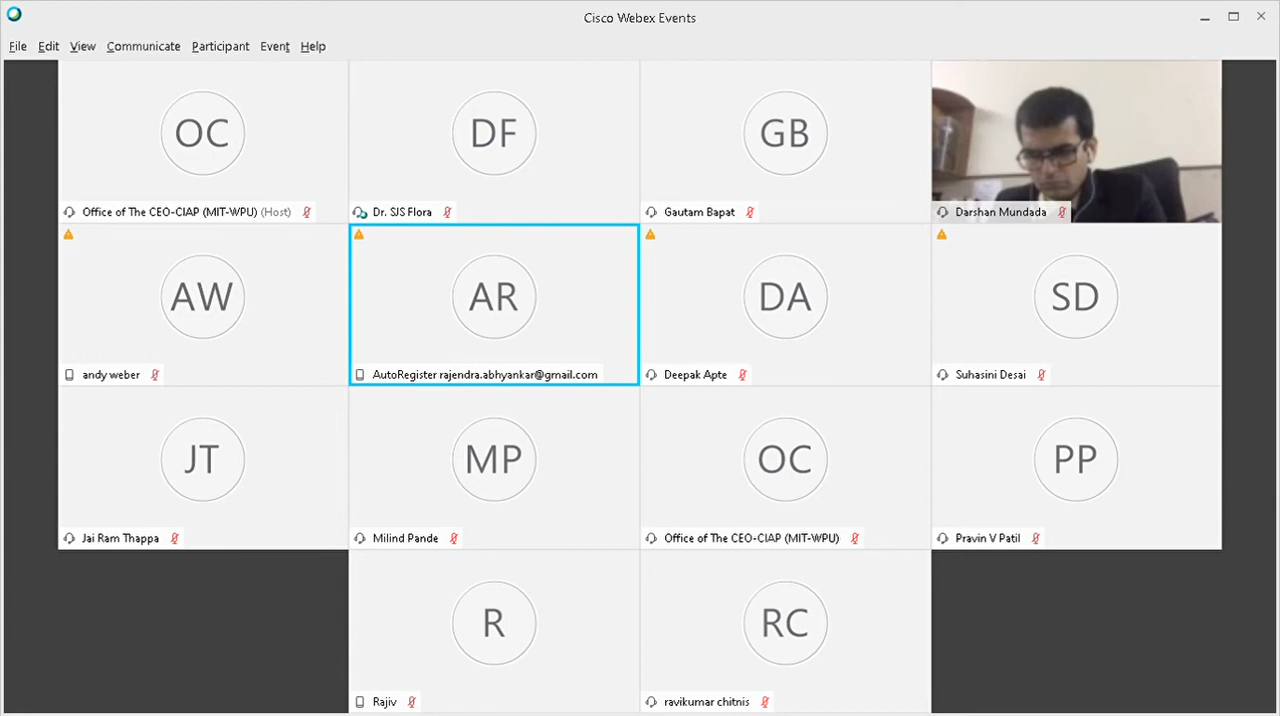 Cisco Webex Events
File Edit View Communicate Participant Event Help
OC
DF
GB
Office of The CEO-CIAP (MIT-WPU) (Host)
Dr. SJS Flora
Gautam Bapat
Darshan Mundada
AW
AR
DA
SD
andy weber
AutoRegister rajendra.abhyankar@gmail.com
Deepak Apte
Suhasini Desai
JT
MP
OC
PP
Jai Ram Thappa
Milind Pande
Office of The CEO-CIAP (MIT-WPU)
Pravin V Patil
R
RC
Rajiv
ravikumar chitnis